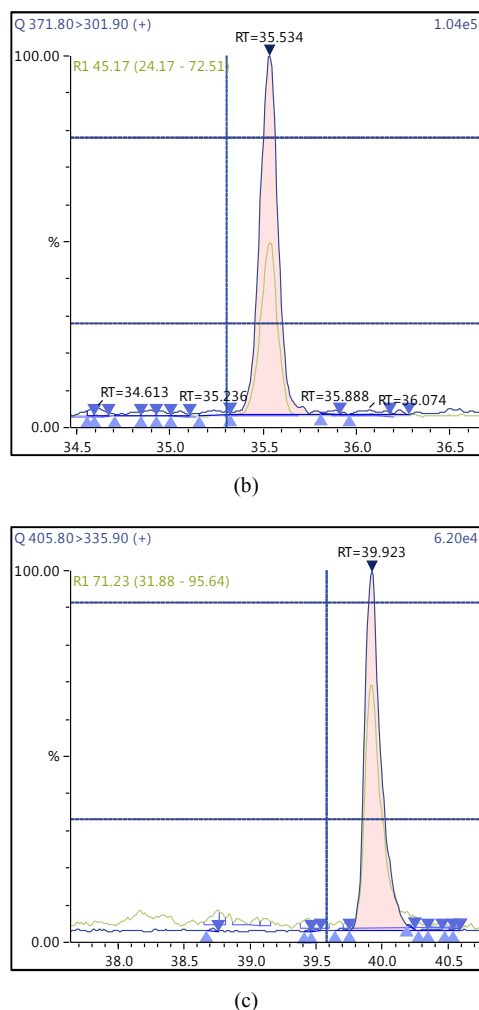 Q 371.80>301.90 (+) 1.04e5
RT=35.534
100.00
R1 45.17 (24.17 - 72.51)
%
RT=34.613 RT=35.236 RT=35.888 RT=36.074
0.00
34.5 35.0 35.5 36.0 36.5
(b)
Q 405.80>335.90 (+) 6.20e4
RT=39.923
100.00
R1 71.23 (31.88 - 95.64)
%
0.00
38.0 38.5 39.0 39.5 40.0 40.5
(c)